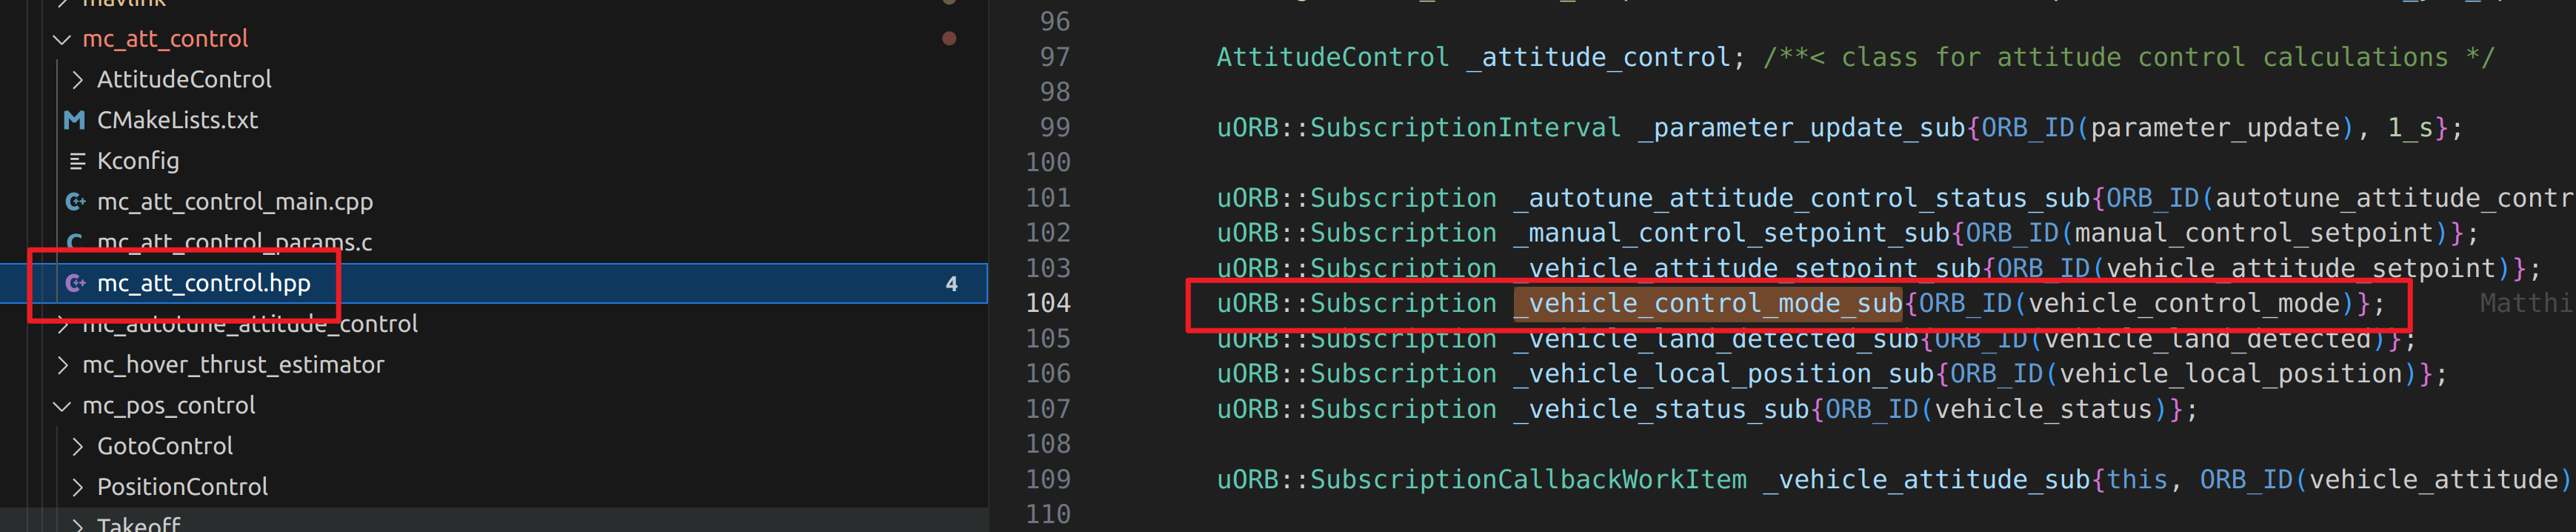 mavlink
mc_att_control
AttitudeControl
CMakeLists.txt
Kconfig
mc_att_control_main.cpp
mc_att_control_params.c
mc_att_control.hpp 4
mc_autotune_attitude_control
mc_hover_thrust_estimator
mc_pos_control
GotoControl
PositionControl
Takeoff
96
97 AttitudeControl _attitude_control; /**< class for attitude control calculations */
98
99 uORB::SubscriptionInterval _parameter_update_sub{ORB_ID(parameter_update), 1_s};
100
101 uORB::Subscription _autotune_attitude_control_status_sub{ORB_ID(autotune_attitude_contr
102 uORB::Subscription _manual_control_setpoint_sub{ORB_ID(manual_control_setpoint)};
103 uORB::Subscription _vehicle_attitude_setpoint_sub{ORB_ID(vehicle_attitude_setpoint)};
104 uORB::Subscription _vehicle_control_mode_sub{ORB_ID(vehicle_control_mode)}; Matthi
105 uORB::Subscription _vehicle_land_detected_sub{ORB_ID(vehicle_land_detected)};
106 uORB::Subscription _vehicle_local_position_sub{ORB_ID(vehicle_local_position)};
107 uORB::Subscription _vehicle_status_sub{ORB_ID(vehicle_status)};
108
109 uORB::SubscriptionCallbackWorkItem _vehicle_attitude_sub{this, ORB_ID(vehicle_attitude)
110